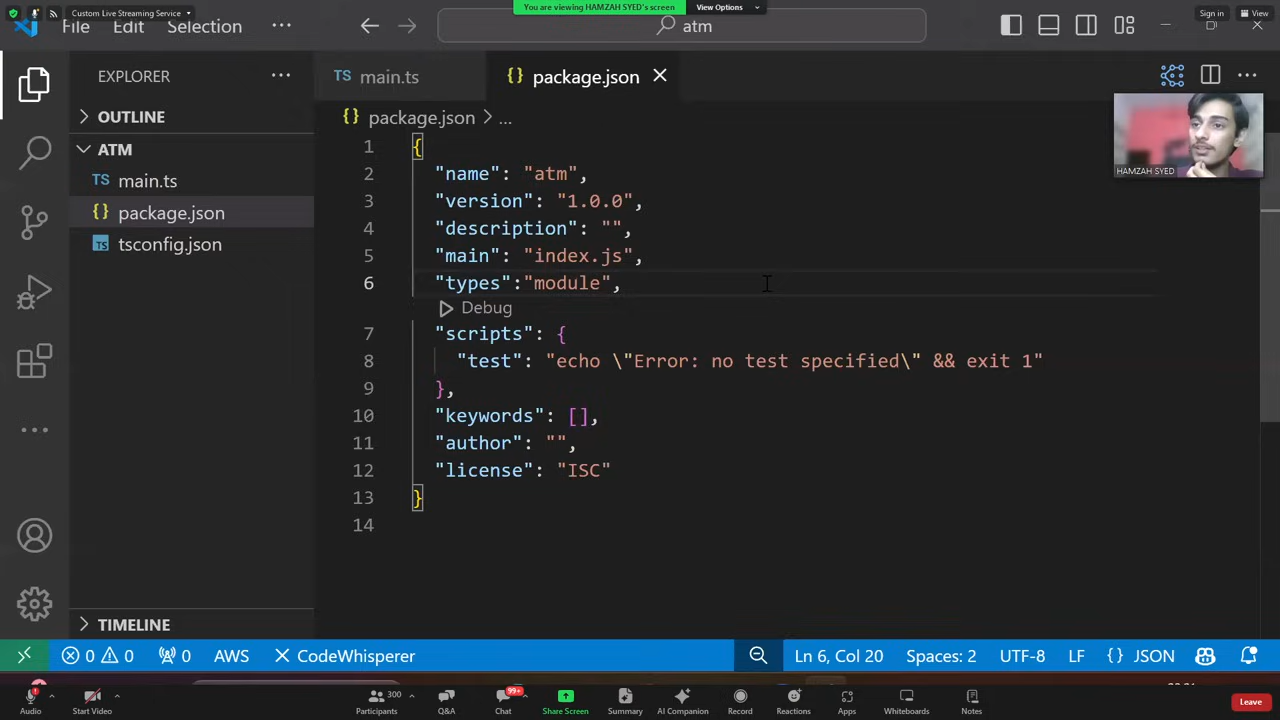 Custom Live Streaming Service
You are viewing HAMZAH SYED's screen
View Options
Sign in
View
File
Edit
Selection
atm
EXPLORER
main.ts
package.json
OUTLINE
ATM
main.ts
package.json
tsconfig.json
TIMELINE
package.json > ...
1 {
2 "name": "atm",
3 "version": "1.0.0",
4 "description": "",
5 "main": "index.js",
6 "types":"module",
Debug
7 "scripts": {
8 "test": "echo \"Error: no test specified\" && exit 1"
9 },
10 "keywords": [],
11 "author": "",
12 "license": "ISC"
13 }
14
HAMZAH SYED
0 0 0 AWS CodeWhisperer Ln 6, Col 20 Spaces: 2 UTF-8 LF {} JSON
Audio Start Video Participants 300 Q&A Chat 99+ Share Screen Summary AI Companion Record Reactions Apps Whiteboards Notes Leave